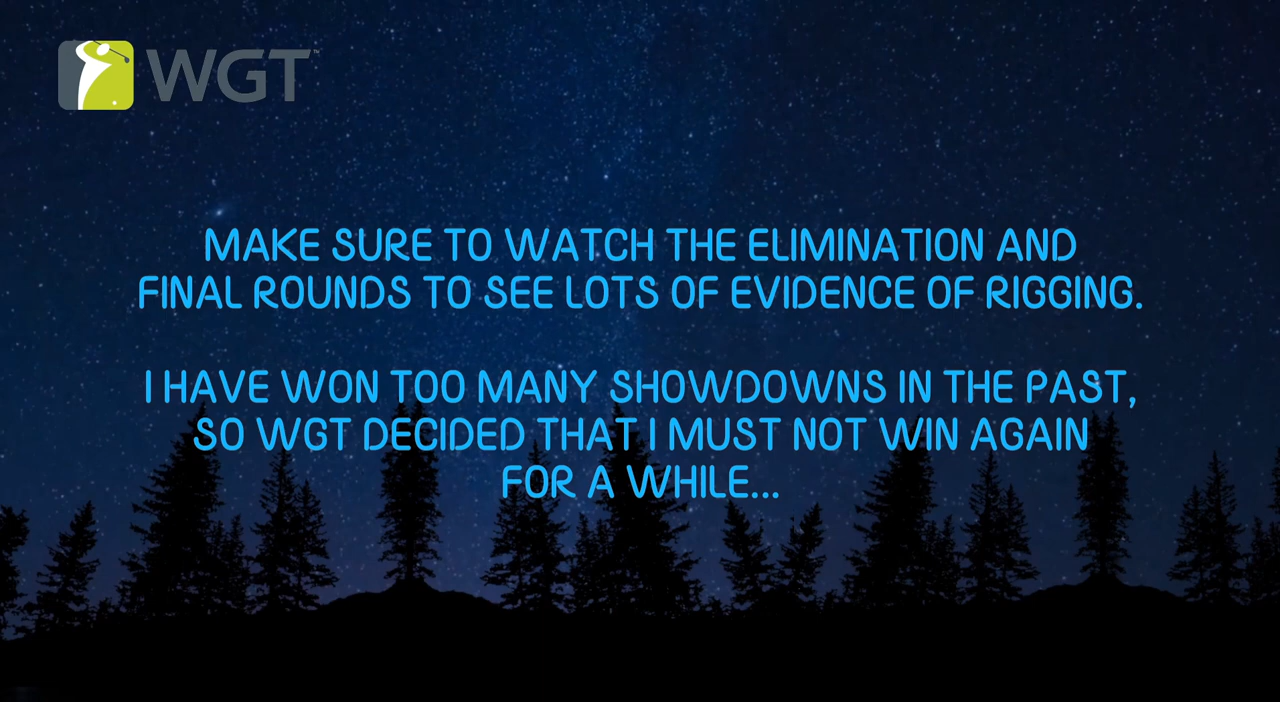 WGT™
MAKE SURE TO WATCH THE ELIMINATION AND
FINAL ROUNDS TO SEE LOTS OF EVIDENCE OF RIGGING.
I HAVE WON TOO MANY SHOWDOWNS IN THE PAST,
SO WGT DECIDED THAT I MUST NOT WIN AGAIN
FOR A WHILE...